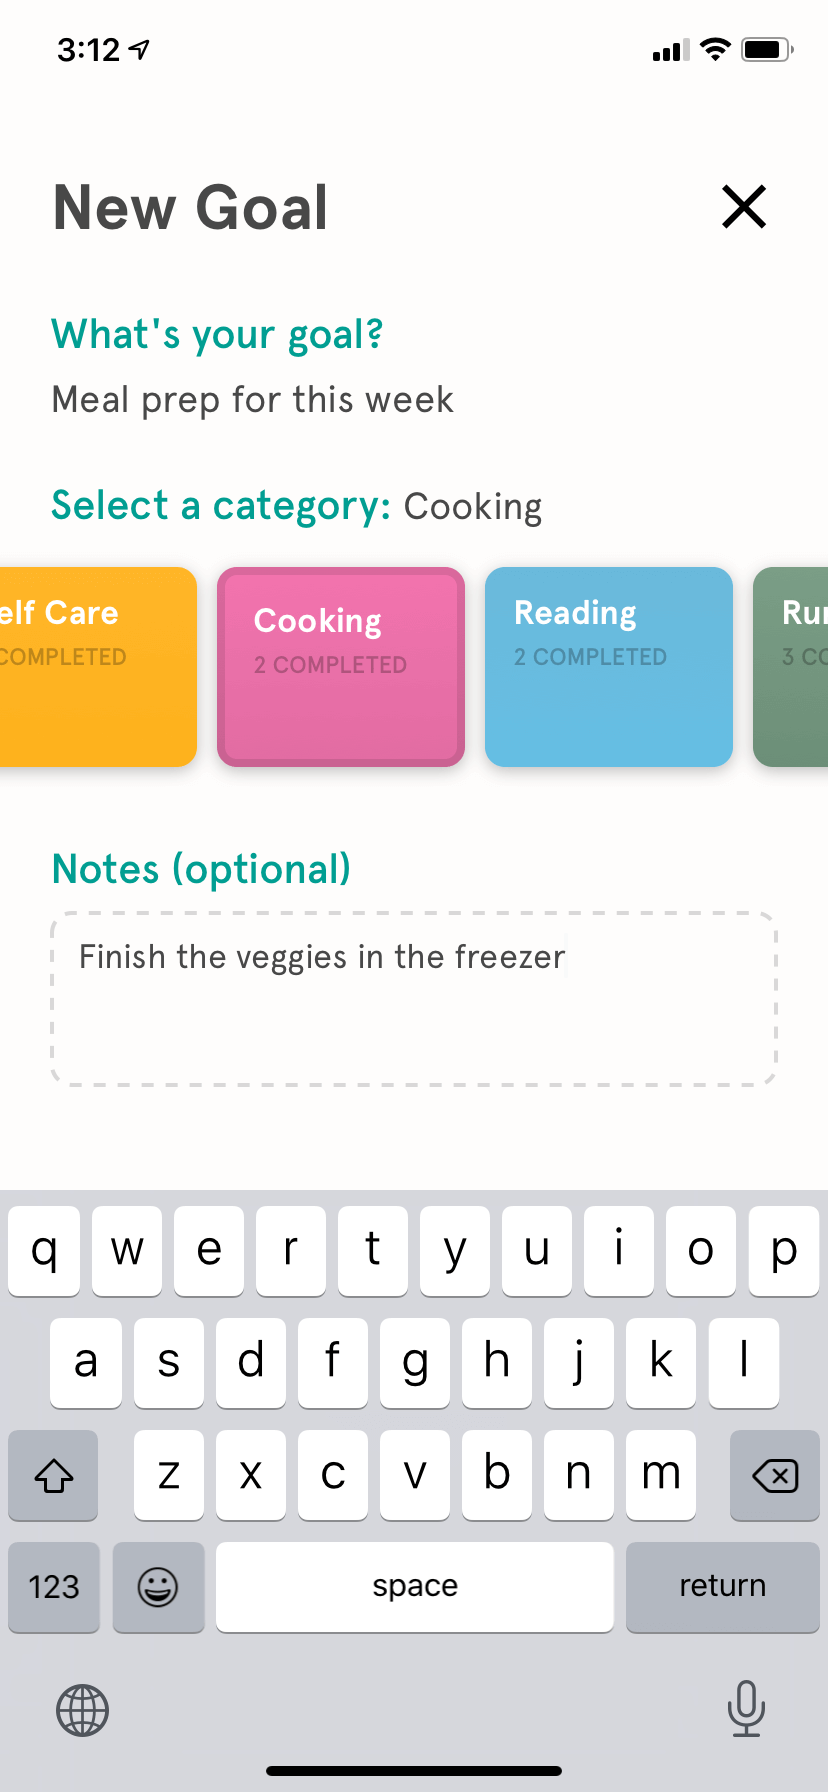 3:12
New Goal
What's your goal?
Meal prep for this week
Select a category: Cooking
elf Care
COMPLETED
Cooking
2 COMPLETED
Reading
2 COMPLETED
Ru
3 CO
Notes (optional)
Finish the veggies in the freezer
q w e r t y u i o p
a s d f g h j k l
z x c v b n m
123 space return